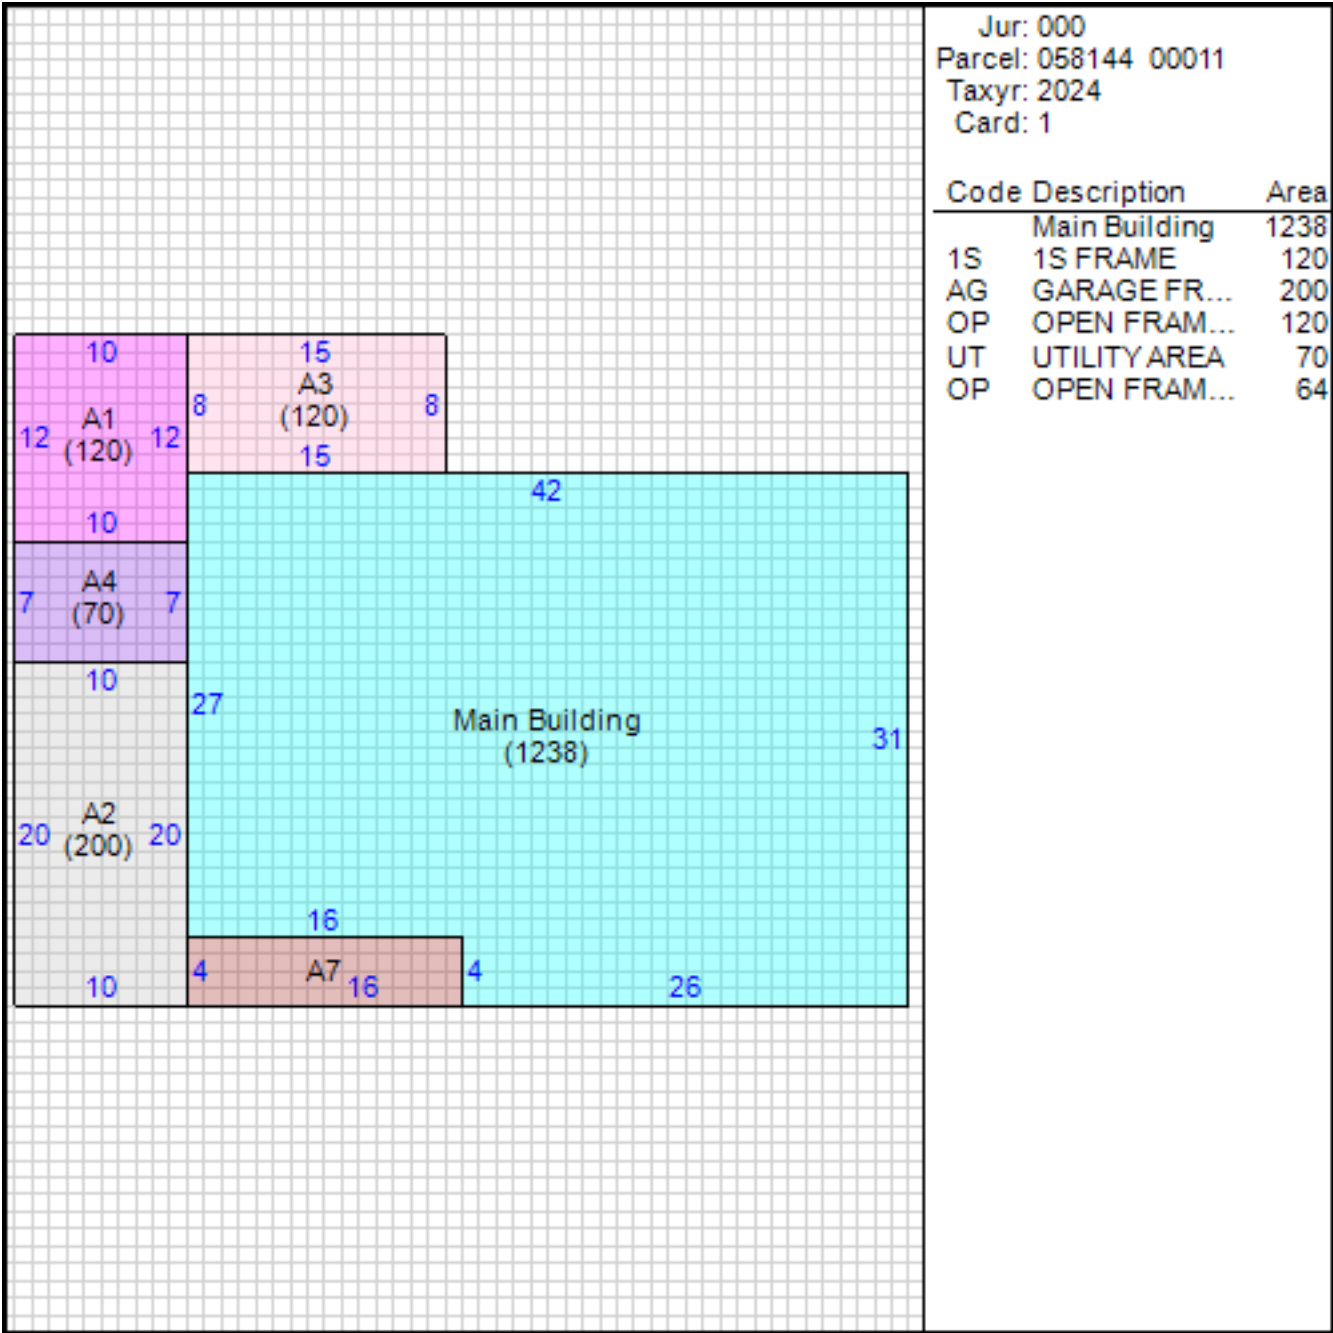 Jur: 000
Parcel: 058144 00011
Taxyr: 2024
Card: 1
Code Description Area
Main Building 1238
1S 1S FRAME 120
AG GARAGE FR... 200
OP OPEN FRAM... 120
UT UTILITY AREA 70
OP OPEN FRAM... 64
10
12 A1 12
(120)
10
15
8 A3 8
(120)
15
42
7 A4 7
(70)
10
27
Main Building
(1238)
31
20 A2 20
(200)
10
16
4 A7 4
16
26